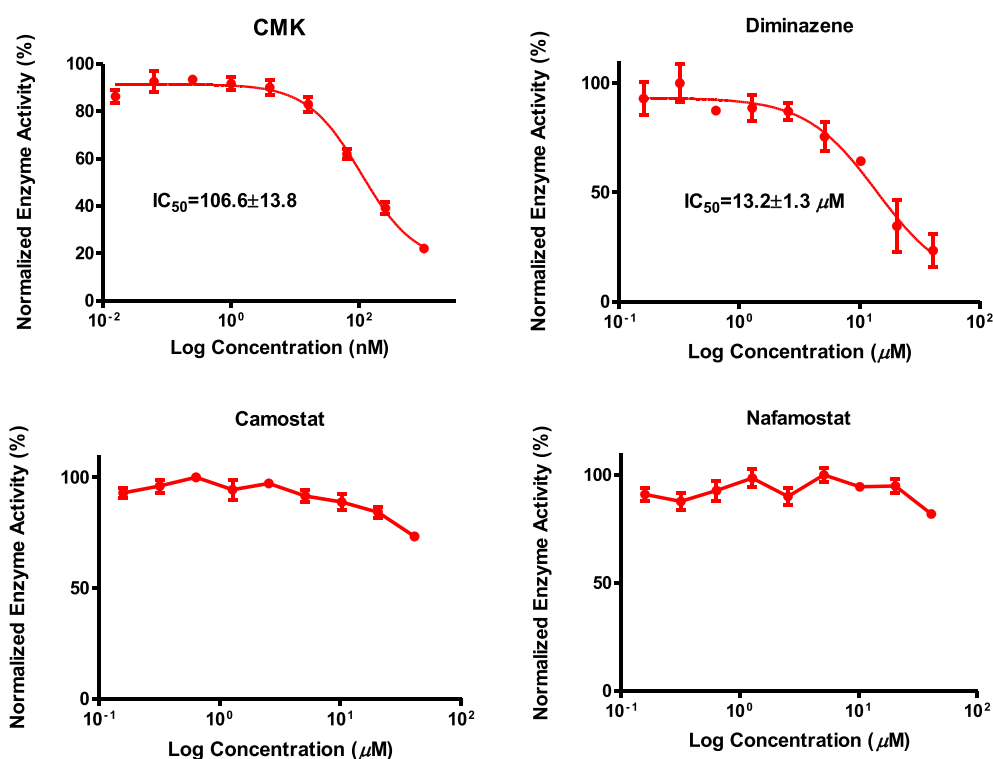 CMK
Normalized Enzyme Activity (%)
100
80
60
40
20
0
IC50=106.6±13.8
10-2
100
102
Log Concentration (nM)
Diminazene
Normalized Enzyme Activity (%)
100
50
0
IC50=13.2±1.3 μM
10-1
100
101
102
Log Concentration (μM)
Camostat
Normalized Enzyme Activity (%)
100
50
0
10-1
100
101
102
Log Concentration (μM)
Nafamostat
Normalized Enzyme Activity (%)
100
50
0
10-1
100
101
102
Log Concentration (μM)